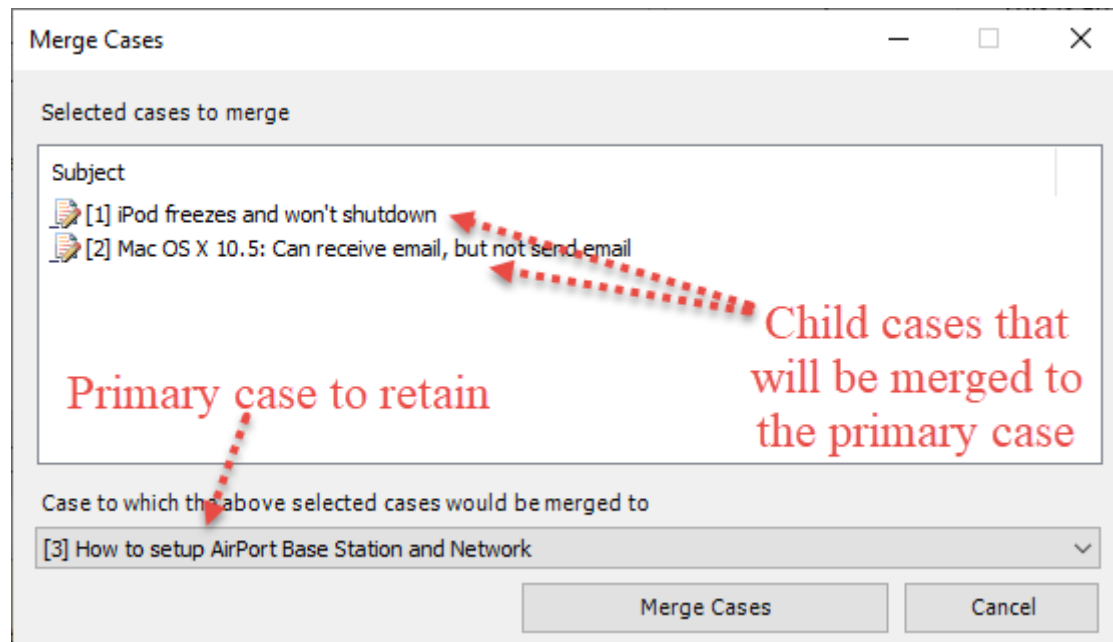 Merge Cases
Selected cases to merge
Subject
[1] iPod freezes and won't shutdown
[2] Mac OS X 10.5: Can receive email, but not send email
Child cases that
will be merged to
the primary case
Primary case to retain
Case to which the above selected cases would be merged to
[3] How to setup AirPort Base Station and Network
Merge Cases
Cancel